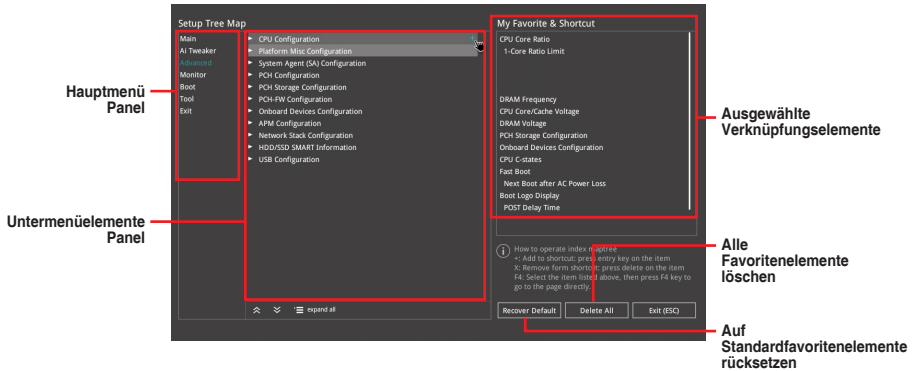 Setup Tree Map
Main
Ai Tweaker
Advanced
Monitor
Boot
Tool
Exit
CPU Configuration +
Platform Misc Configuration
System Agent (SA) Configuration
PCH Configuration
PCH Storage Configuration
PCH-FW Configuration
Onboard Devices Configuration
APM Configuration
Network Stack Configuration
HDD/SSD SMART Information
USB Configuration
expand all
My Favorite & Shortcut
CPU Core Ratio
1-Core Ratio Limit
DRAM Frequency
CPU Core/Cache Voltage
DRAM Voltage
PCH Storage Configuration
Onboard Devices Configuration
CPU C-states
Fast Boot
Next Boot after AC Power Loss
Boot Logo Display
POST Delay Time
How to operate index maptree
+: Add to shortcut: press entry key on the item
X: Remove form shortcut: press delete on the item
F4: Select the item listed above, then press F4 key to
go to the page directly.
Recover Default
Delete All
Exit (ESC)
Hauptmenü
Panel
Untermenüelemente
Panel
Ausgewählte
Verknüpfungselemente
Alle
Favoritenelemente
löschen
Auf
Standardfavoritenelemente
rücksetzen